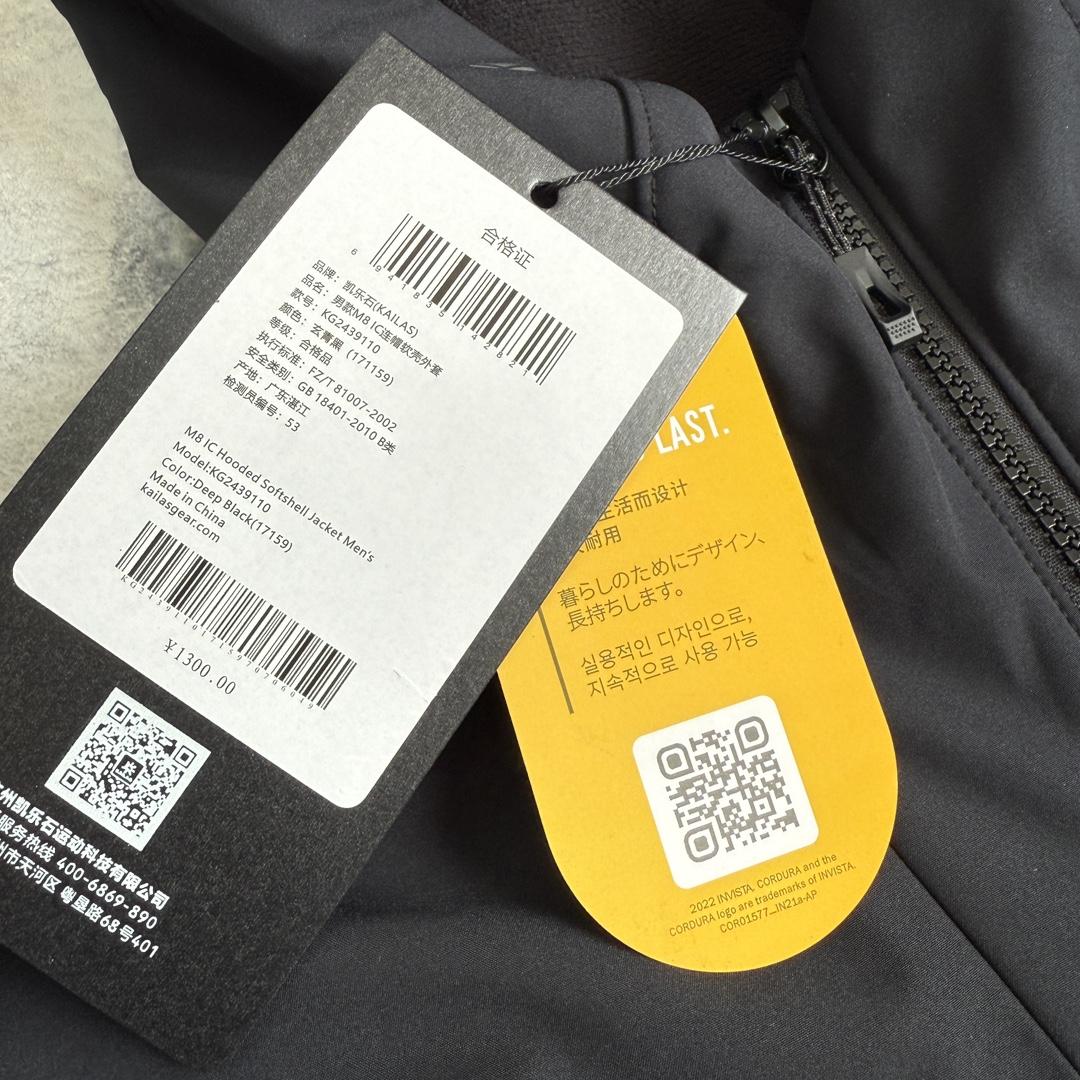 合格证
6 941835 142821
品牌：凯乐石(KAILAS)
品名：男款M8 IC连帽软壳外套
款号：KG2439110
颜色：玄青黑（171159）
等级：合格品
执行标准：FZ/T 81007-2002
安全类别：GB 18401-2010 B类
产地：广东湛江
检测员编号：53
M8 IC Hooded Softshell Jacket Men's
Model:KG2439110
Color:Deep Black(17159)
Made in China
kailasgear.com
¥1300.00
州凯乐石运动科技有限公司
服务热线 400-6869-890
州市天河区 粤垦路68号401
LAST.
生活而设计
耐用
暮らしのためにデザイン、
長持ちします。
실용적인 디자인으로,
지속적으로 사용 가능
2022 INVISTA. CORDURA and the
CORDURA logo are trademarks of INVISTA.
COR01577_IN21a-AP